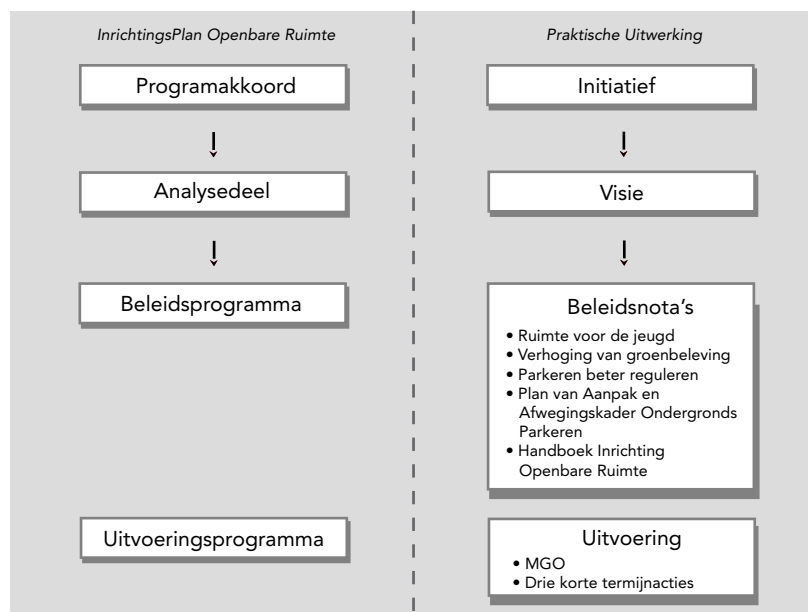 InrichtingsPlan Openbare Ruimte
Programakkoord
Analysedeel
Beleidsprogramma
Uitvoeringsprogramma
Praktische Uitwerking
Initiatief
Visie
Beleidsnota's
• Ruimte voor de jeugd
• Verhoging van groenbeleving
• Parkeren beter reguleren
• Plan van Aanpak en
Afwegingskader Ondergronds
Parkeren
• Handboek Inrichting
Openbare Ruimte
Uitvoering
• MGO
• Drie korte termijnacties